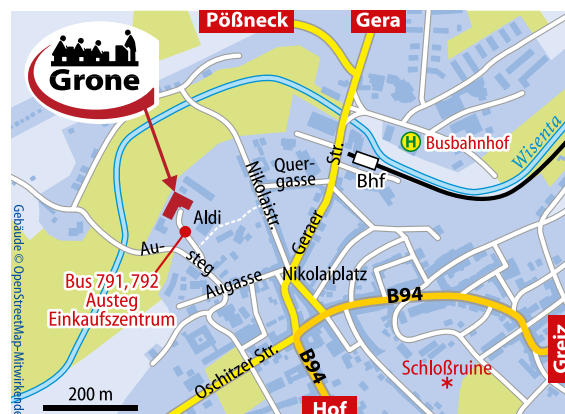 Pößneck
Gera
Grone
H Busbahnhof
Wisenta
Quer-
gasse
Str.
Bhf
Nikolaistr.
Aldi
Geraer
Au-
steg
Bus 791, 792
Austeg
Einkaufszentrum
Augasse
Nikolaiplatz
B94
Oschitzer Str.
B94
Schloßruine
*
Greiz
Hof
200 m
Gebäude © OpenStreetMap-Mitwirkende